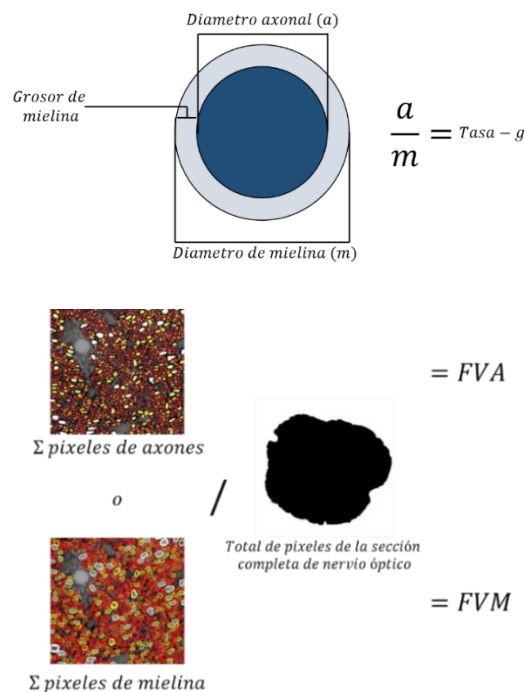 Diametro axonal (a)
Grosor de
mielina
a
m
= Tasa − g
Diametro de mielina (m)
= FVA
Σ pixeles de axones
o
/
Total de pixeles de la sección
completa de nervio óptico
= FVM
Σ pixeles de mielina